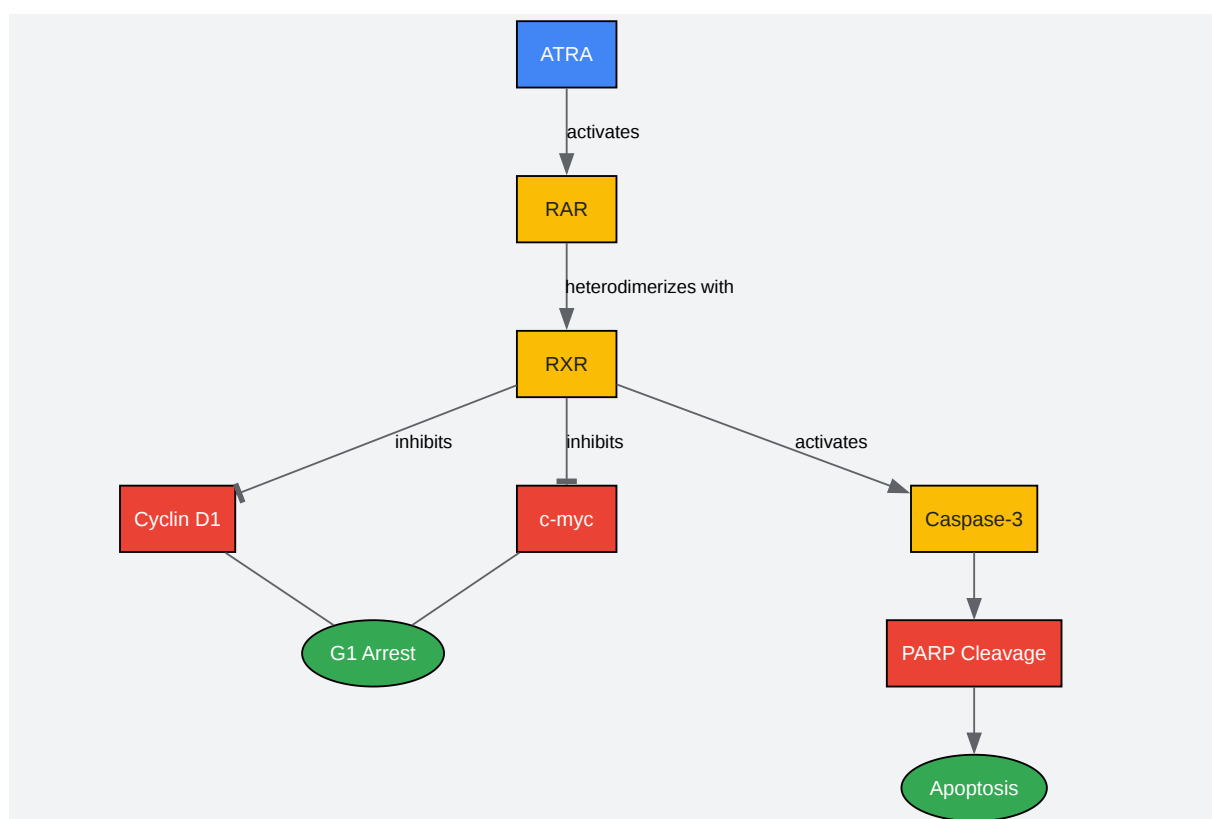 ATRA
activates
RAR
heterodimerizes with
RXR
inhibits
inhibits
activates
Cyclin D1
c-myc
Caspase-3
G1 Arrest
PARP Cleavage
Apoptosis